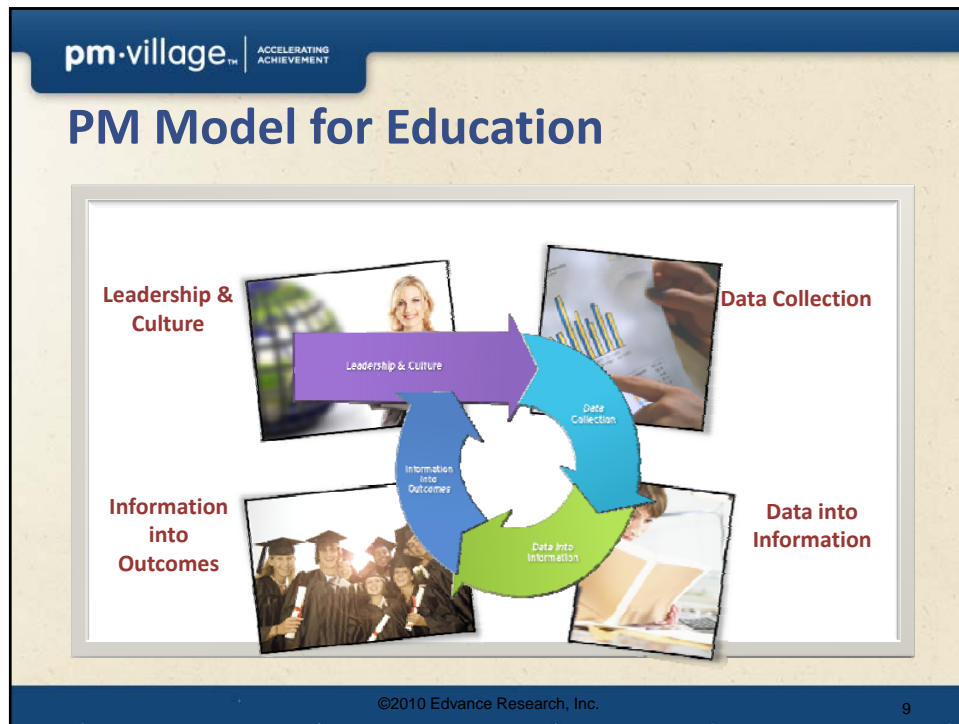 pm·village™ | ACCELERATING
ACHIEVEMENT
PM Model for Education
Leadership &
Culture
Data Collection
Leadership & Culture
Data
Collection
Information
into
Outcomes
Data into
Information
Information
into
Outcomes
Data into
Information
©2010 Edvance Research, Inc.
9